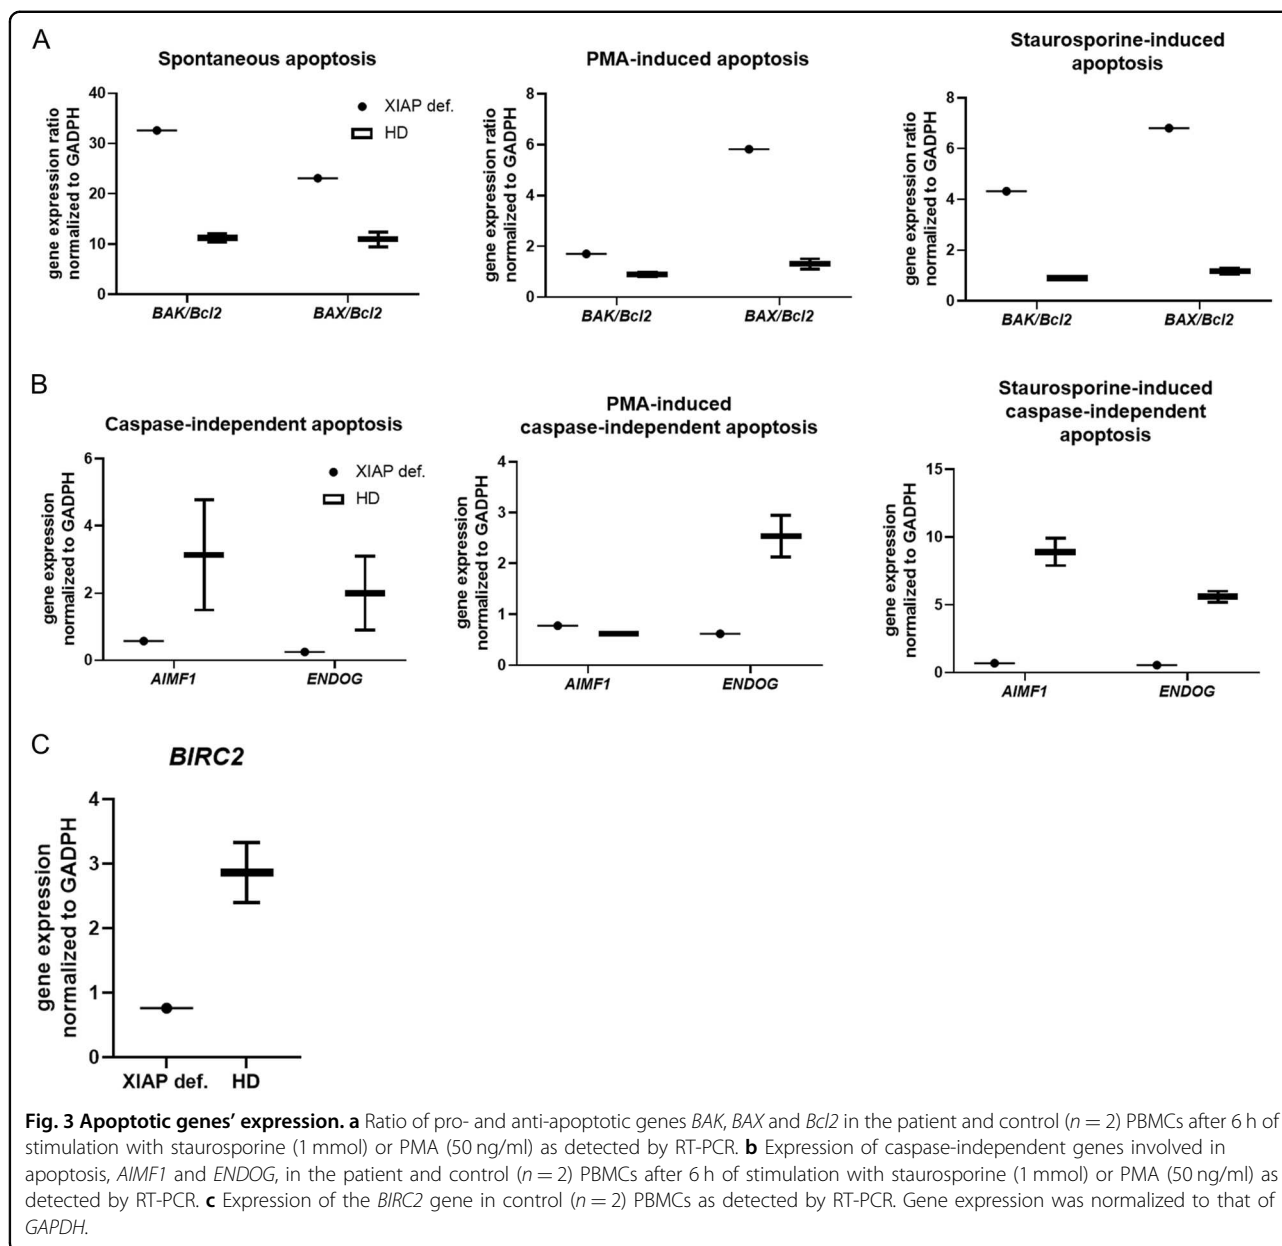 A
Spontaneous apoptosis
gene expression ratio
normalized to GADPH
40
30
20
10
0
XIAP def.
HD
BAK/Bcl2
BAX/Bcl2
PMA-induced apoptosis
gene expression ratio
normalized to GADPH
8
6
4
2
0
BAK/Bcl2
BAX/Bcl2
Staurosporine-induced
apoptosis
gene expression ratio
normalized to GADPH
8
6
4
2
0
BAK/Bcl2
BAX/Bcl2
B
Caspase-independent apoptosis
gene expression
normalized to GADPH
6
4
2
0
XIAP def.
HD
AIMF1
ENDOG
PMA-induced
caspase-independent apoptosis
gene expression
normalized to GADPH
4
3
2
1
0
AIMF1
ENDOG
Staurosporine-induced
caspase-independent
apoptosis
gene expression
normalized to GADPH
15
10
5
0
AIMF1
ENDOG
C
BIRC2
gene expression
normalized to GADPH
4
3
2
1
0
XIAP def.
HD
Fig. 3 Apoptotic genes’ expression. a Ratio of pro- and anti-apoptotic genes BAK, BAX and Bcl2 in the patient and control (n = 2) PBMCs after 6 h of
stimulation with staurosporine (1 mmol) or PMA (50 ng/ml) as detected by RT-PCR. b Expression of caspase-independent genes involved in
apoptosis, AIMF1 and ENDOG, in the patient and control (n = 2) PBMCs after 6 h of stimulation with staurosporine (1 mmol) or PMA (50 ng/ml) as
detected by RT-PCR. c Expression of the BIRC2 gene in control (n = 2) PBMCs as detected by RT-PCR. Gene expression was normalized to that of
GAPDH.